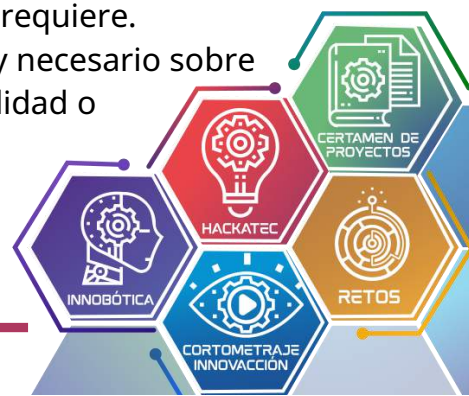 requiere.
y necesario sobre
lidad o
CERTAMEN DE
PROYECTOS
HACKATEC
INNOBÓTICA
RETOS
CORTOMETRAJE
INNOVACCIÓN